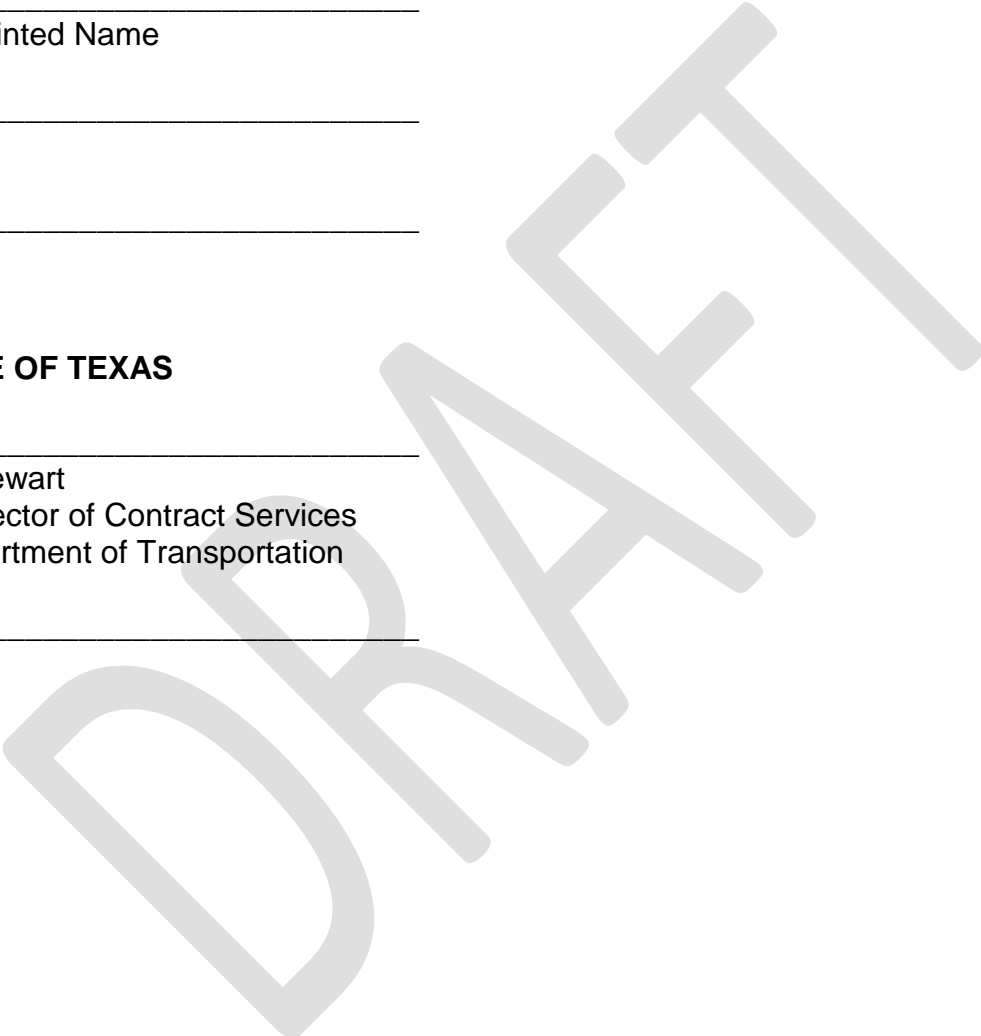 inted Name
E OF TEXAS
ewart
ector of Contract Services
rtment of Transportation
DRAFT